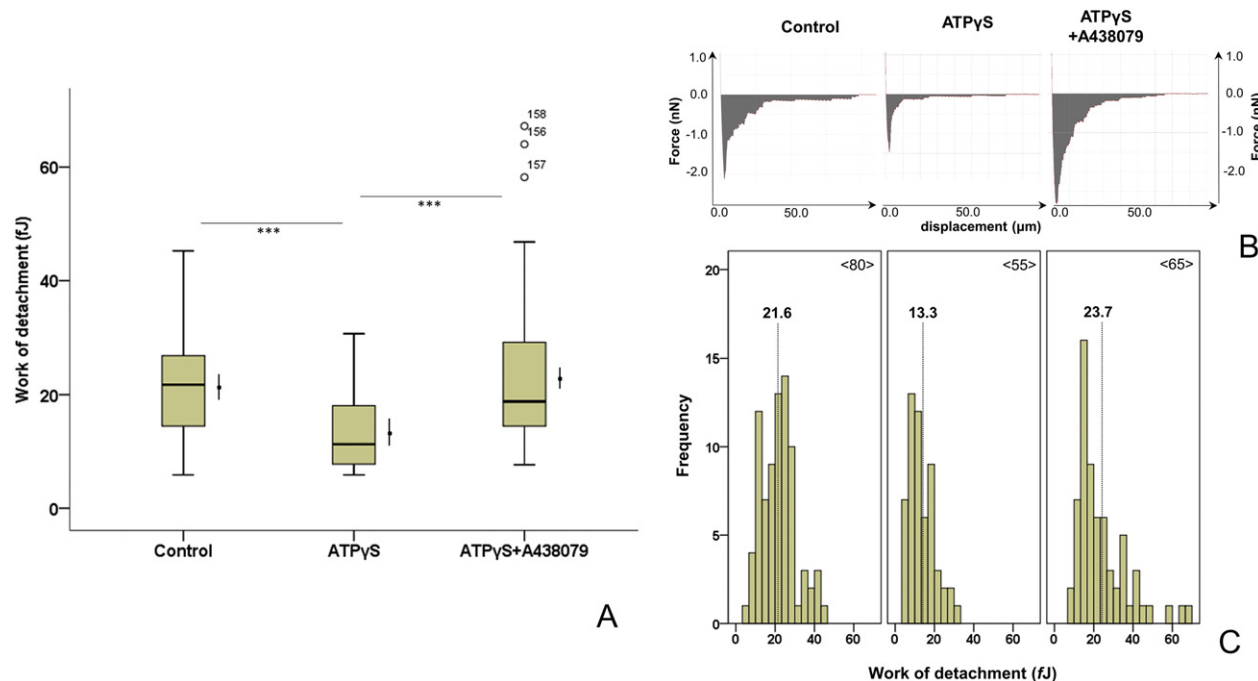 Work of detachment (fJ)
60
40
20
0
158
156
157
***
***
Control
ATPγS
ATPγS+A438079
A
Control
ATPγS
ATPγS
+A438079
Force (nN)
1.0
0.0
-1.0
-2.0
0.0
50.0
0.0
50.0
0.0
50.0
displacement (μm)
1.0
0.0
-1.0
-2.0
Force (nN)
B
Frequency
20
15
10
5
0
<80>
<55>
<65>
21.6
13.3
23.7
0 20 40 60
0 20 40 60
0 20 40 60
Work of detachment (fJ)
C